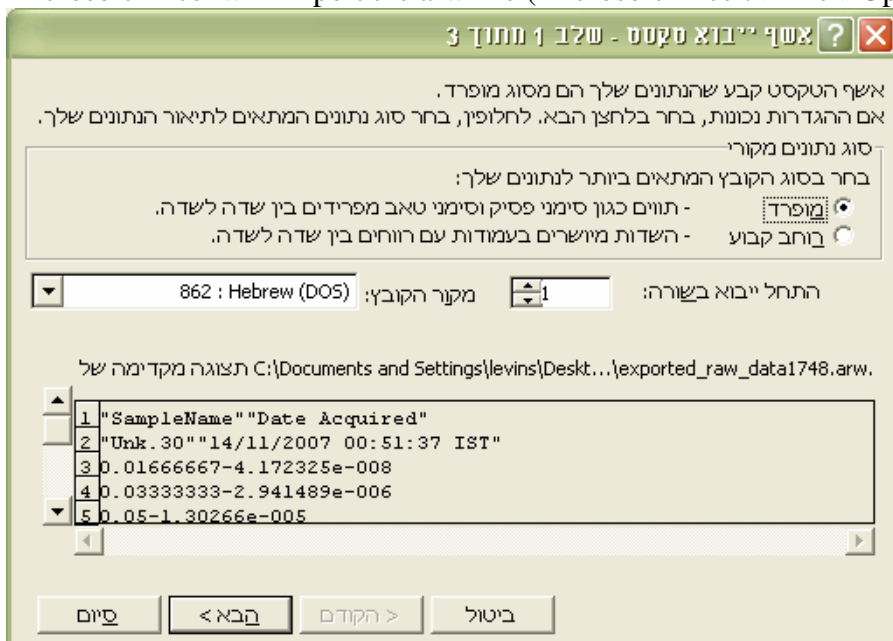 אשף ייבוא טקסט - שלב 1 מתוך 3
אשף הטקסט קבע שהנתונים שלך הם מסוג מופרד.
אם ההגדרות נכונות, בחר בלחצן הבא. לחלופין, בחר סוג נתונים המתאים לתיאור הנתונים שלך.
סוג נתונים מקורי
בחר בסוג הקובץ המתאים ביותר לנתונים שלך:
מופרד - תווים כגון סימני פסיק וסימני טאב מפרידים בין שדה לשדה.
רוחב קבוע - השדות מיושרים בעמודות עם רווחים בין שדה לשדה.
התחל ייבוא בשורה: 1 מקור הקובץ: 862 : Hebrew (DOS)
תצוגה מקדימה של C:\Documents and Settings\levins\Deskt...\exported_raw_data1748.arw.
1 "SampleName""Date Acquired"
2 "Unk.30""14/11/2007 00:51:37 IST"
3 0.01666667-4.172325e-008
4 0.03333333-2.941489e-006
5 0.05-1.30266e-005
ביטול < הקודם הבא > סיום